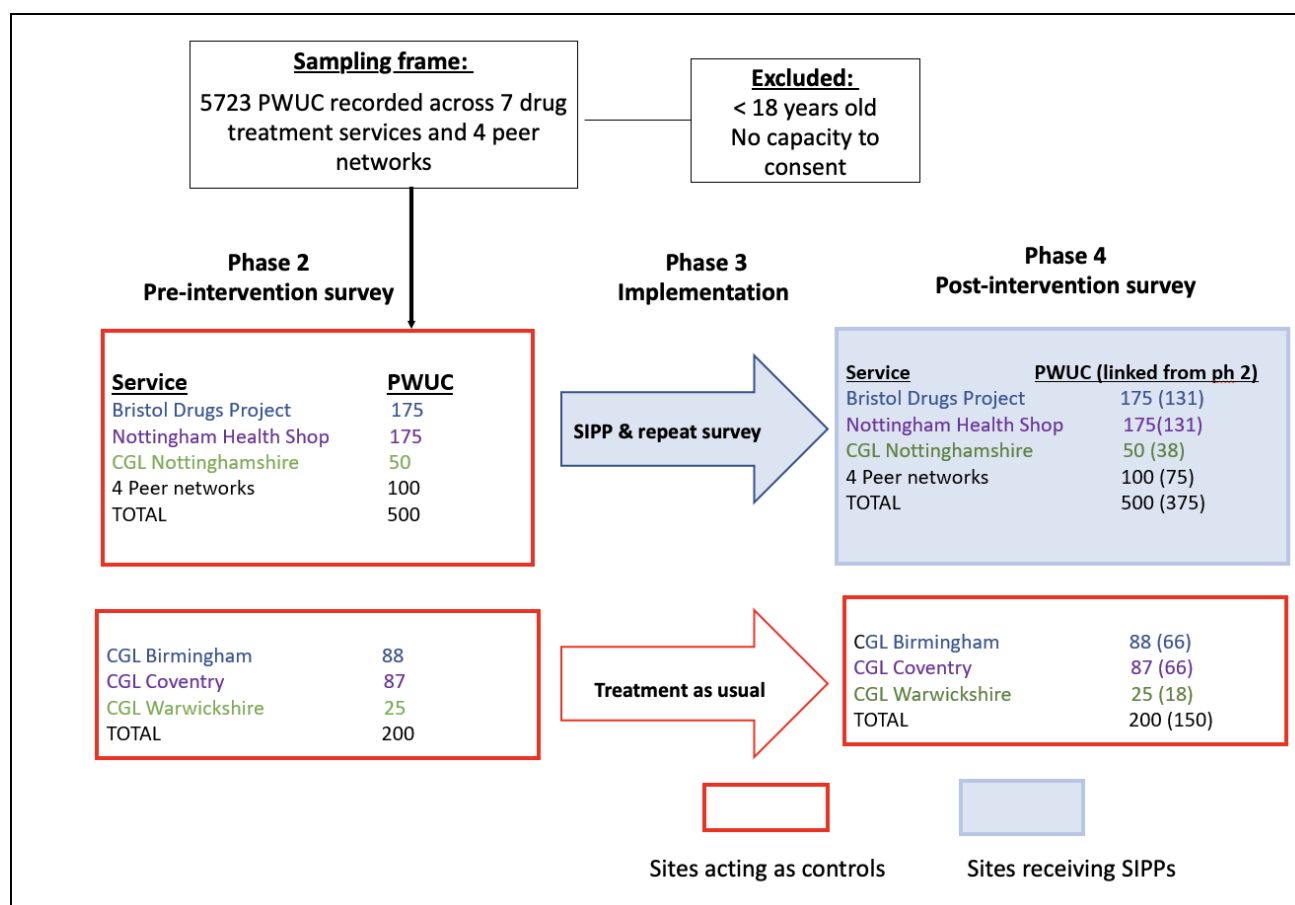 Sampling frame:
5723 PWUC recorded across 7 drug
treatment services and 4 peer
networks
Excluded:
< 18 years old
No capacity to
consent
Phase 2
Pre-intervention survey
Phase 3
Implementation
Phase 4
Post-intervention survey
Service PWUC
Bristol Drugs Project 175
Nottingham Health Shop 175
CGL Nottinghamshire 50
4 Peer networks 100
TOTAL 500
SIPP & repeat survey
Service PWUC (linked from ph 2)
Bristol Drugs Project 175 (131)
Nottingham Health Shop 175(131)
CGL Nottinghamshire 50 (38)
4 Peer networks 100 (75)
TOTAL 500 (375)
CGL Birmingham 88
CGL Coventry 87
CGL Warwickshire 25
TOTAL 200
Treatment as usual
CGL Birmingham 88 (66)
CGL Coventry 87 (66)
CGL Warwickshire 25 (18)
TOTAL 200 (150)
Sites acting as controls
Sites receiving SIPPs